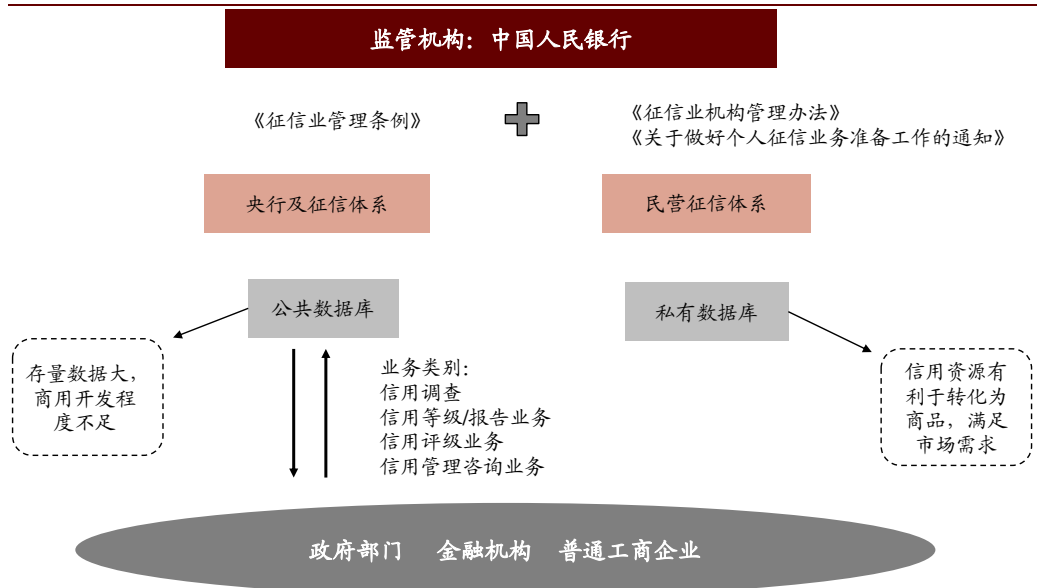 监管机构：中国人民银行
《征信业管理条例》
《征信业机构管理办法》
《关于做好个人征信业务准备工作的通知》
央行及征信体系
民营征信体系
公共数据库
私有数据库
存量数据大，
商用开发程
度不足
业务类别：
信用调查
信用等级/报告业务
信用评级业务
信用管理咨询业务
信用资源有
利于转化为
商品，满足
市场需求
政府部门 金融机构 普通工商企业